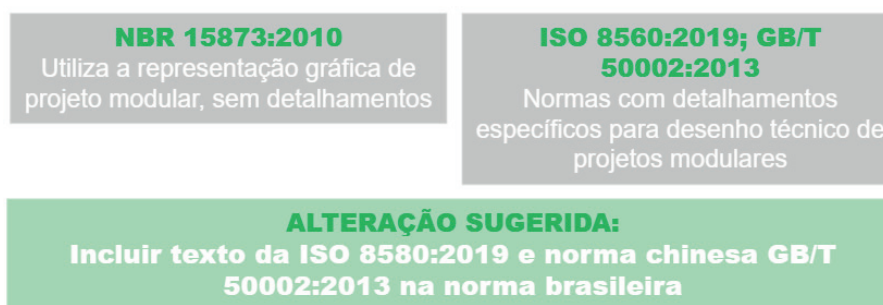 NBR 15873:2010
Utiliza a representação gráfica de
projeto modular, sem detalhamentos
ISO 8560:2019; GB/T
50002:2013
Normas com detalhamentos
específicos para desenho técnico de
projetos modulares
ALTERAÇÃO SUGERIDA:
Incluir texto da ISO 8580:2019 e norma chinesa GB/T
50002:2013 na norma brasileira